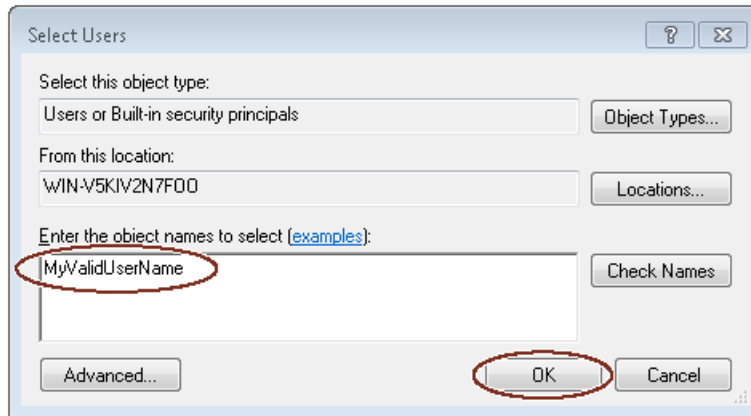 Select Users
Select this object type:
Users or Built-in security principals
Object Types...
From this location:
WIN-V5KIV2N7FOO
Locations...
Enter the object names to select (examples):
MyValidUserName
Check Names
Advanced...
OK
Cancel